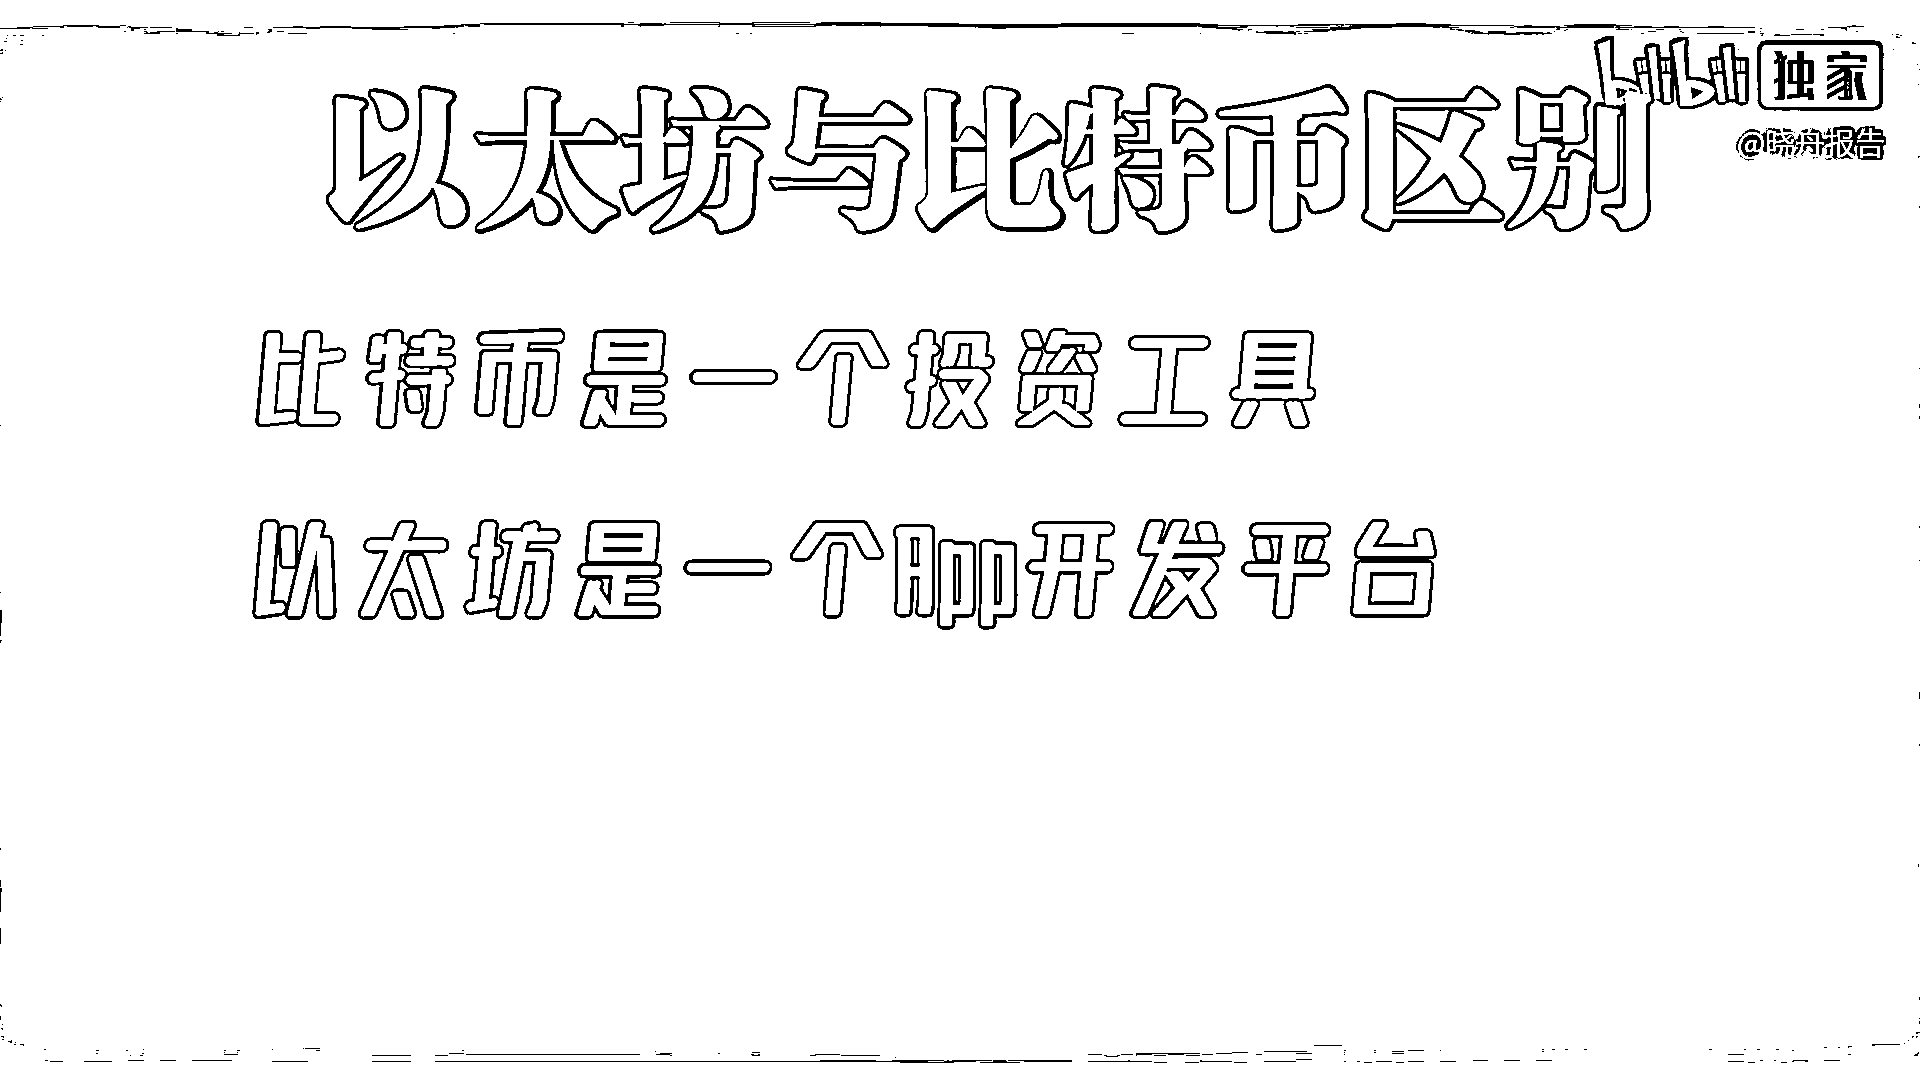 以太坊与比特币区别
bilibili 独家
@晓舟报告
比特币是一个投资工具
以太坊是一个App开发平台